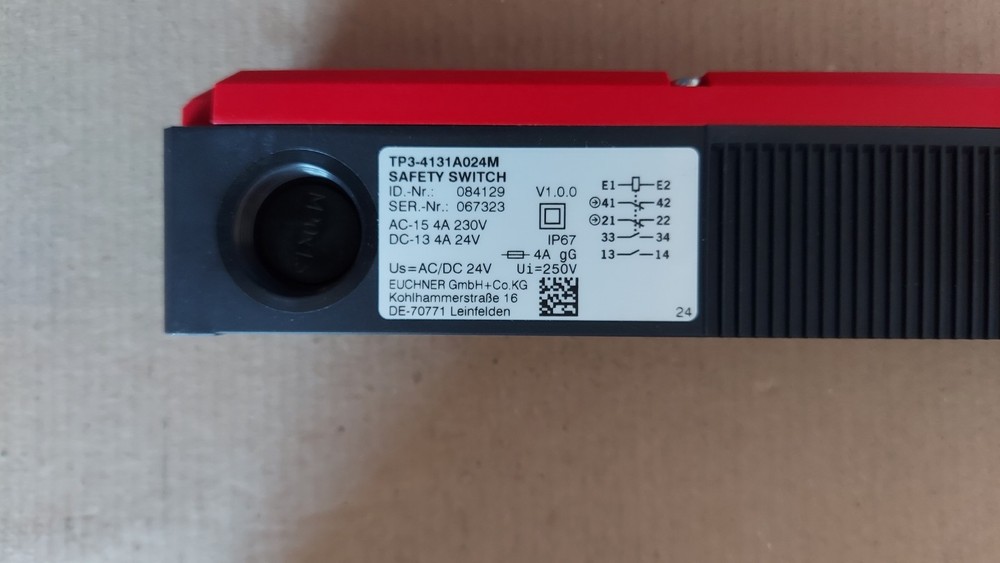 TP3-4131A024M
SAFETY SWITCH
ID.-Nr.: 084129 V1.0.0
SER.-Nr.: 067323
AC-15 4A 230V
DC-13 4A 24V IP67
4A gG
Us=AC/DC 24V Ui=250V
EUCHNER GmbH+Co.KG
Kohlhammerstraße 16
DE-70771 Leinfelden
E1 E2
41 42
21 22
33 34
13 14
24